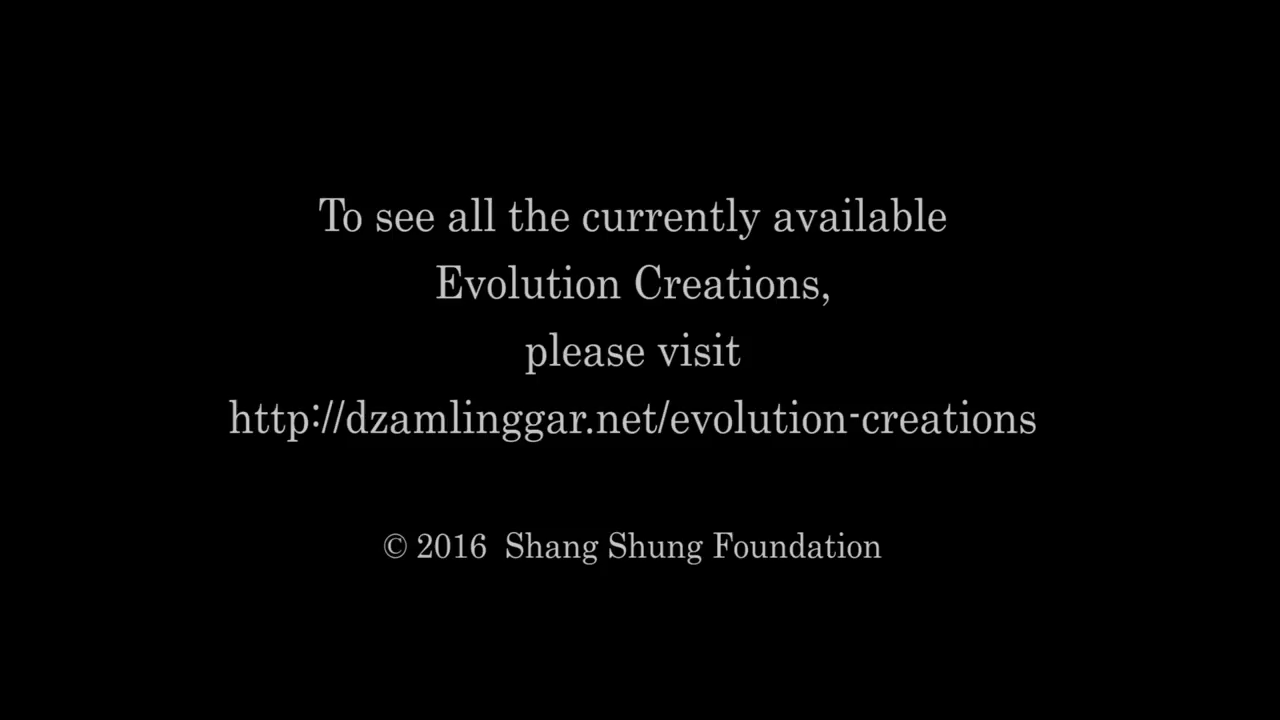 To see all the currently available
Evolution Creations,
please visit
http://dzamlinggar.net/evolution-creations
© 2016 Shang Shung Foundation